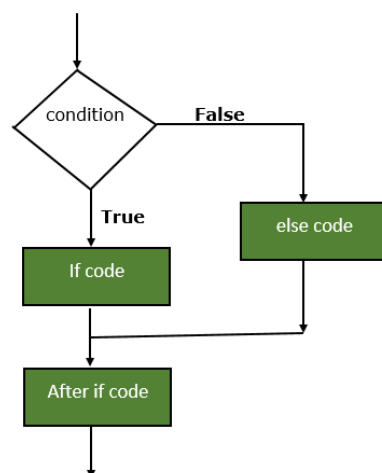 condition
False
True
else code
If code
After if code